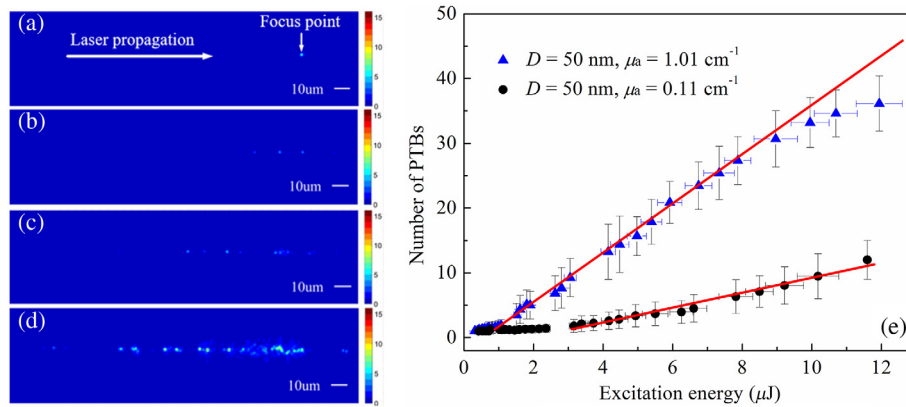 (a)
Laser propagation
Focus point
10um
15
10
5
0
(b)
10um
15
10
5
0
(c)
10um
15
10
5
0
(d)
10um
15
10
5
0
50
40
30
20
10
0
Number of PTBs
D = 50 nm, μa = 1.01 cm-1
D = 50 nm, μa = 0.11 cm-1
(e)
0 2 4 6 8 10 12
Excitation energy (μJ)